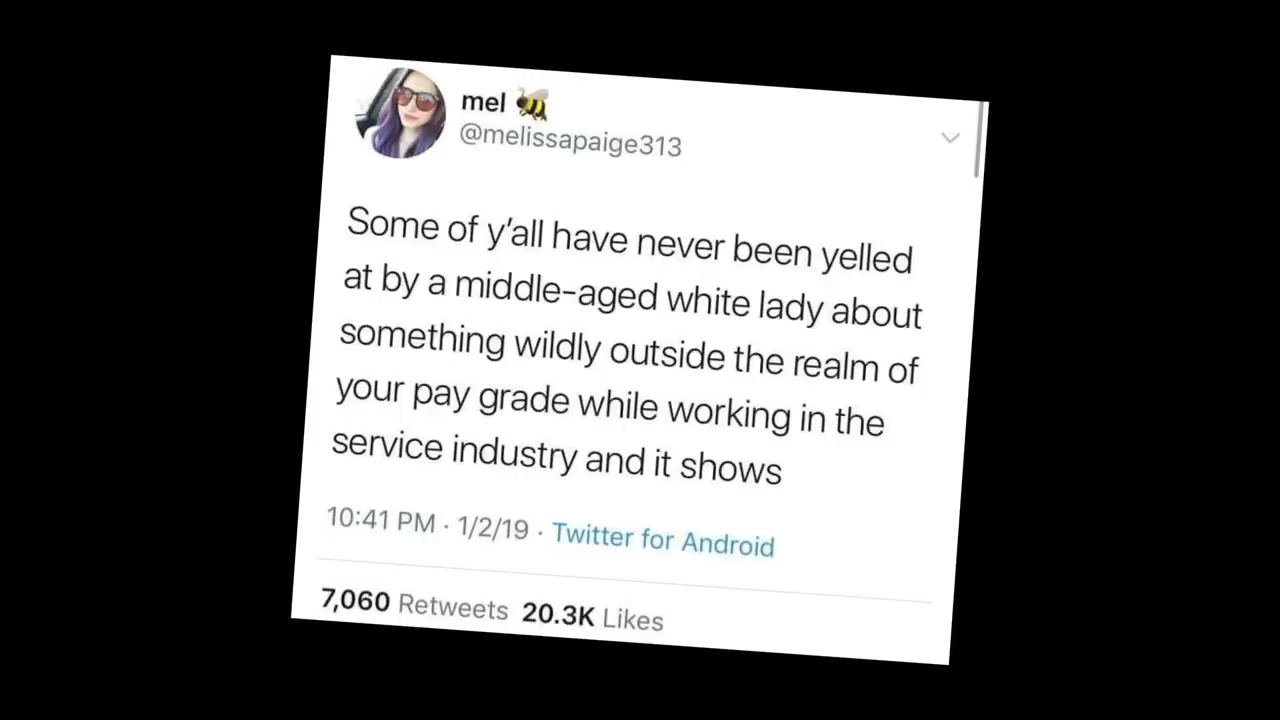 mel 🐝
@melissapaige313
Some of y'all have never been yelled
at by a middle-aged white lady about
something wildly outside the realm of
your pay grade while working in the
service industry and it shows
10:41 PM · 1/2/19 · Twitter for Android
7,060 Retweets 20.3K Likes